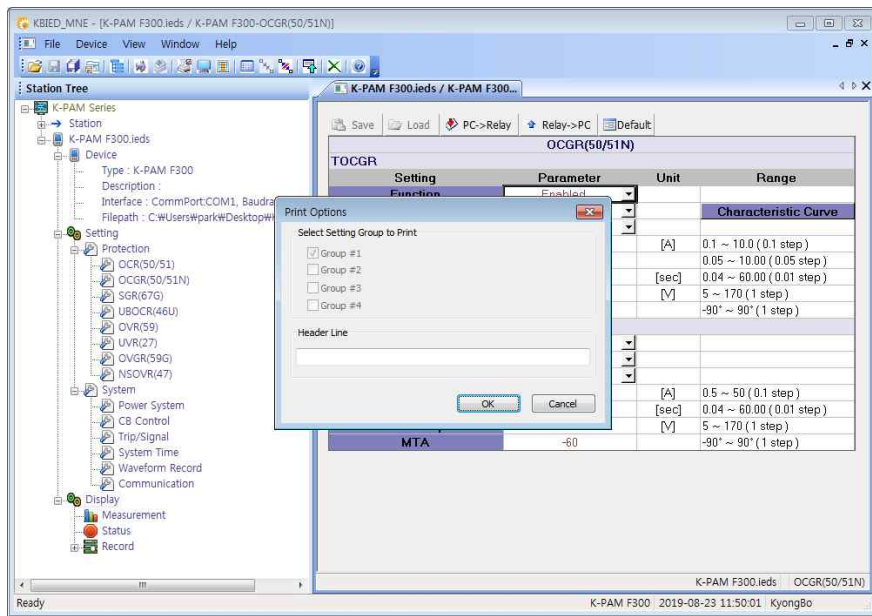 KBIED_MNE - [K-PAM F300.ieds / K-PAM F300-OCGR(50/51N)]
File Device View Window Help
Station Tree
K-PAM Series
Station
K-PAM F300.ieds
Device
Type : K-PAM F300
Description :
Interface : CommPort:COM1, Baudra
Filepath : C:₩Users₩park₩Desktop₩
Setting
Protection
OCR(50/51)
OCGR(50/51N)
SGR(67G)
UBOCR(46U)
OVR(59)
UVR(27)
OVGR(59G)
NSOVR(47)
System
Power System
CB Control
Trip/Signal
System Time
Waveform Record
Communication
Display
Measurement
Status
Record
K-PAM F300.ieds / K-PAM F300...
Save Load PC->Relay Relay->PC Default
OCGR(50/51N)
TOCGR
Setting Parameter Unit Range
Function Enabled
Characteristic Curve
[A] 0.1 ~ 10.0 ( 0.1 step )
0.05 ~ 10.00 ( 0.05 step )
[sec] 0.04 ~ 60.00 ( 0.01 step )
[V] 5 ~ 170 ( 1 step )
-90° ~ 90° ( 1 step )
[A] 0.5 ~ 50 ( 0.1 step )
[sec] 0.04 ~ 60.00 ( 0.01 step )
[V] 5 ~ 170 ( 1 step )
MTA -60 -90° ~ 90° ( 1 step )
Print Options
Select Setting Group to Print
Group #1
Group #2
Group #3
Group #4
Header Line
OK Cancel
K-PAM F300.ieds OCGR(50/51N)
Ready K-PAM F300 2019-08-23 11:50:01 KyongBo